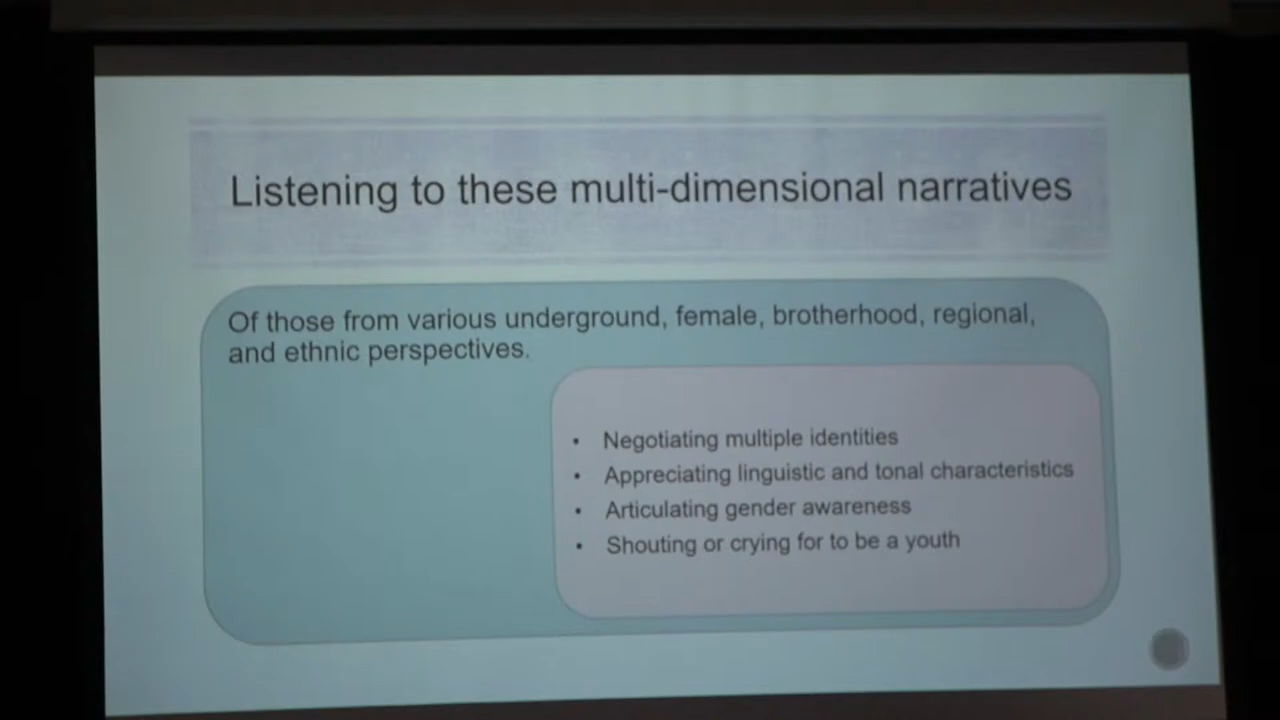 Listening to these multi-dimensional narratives
Of those from various underground, female, brotherhood, regional,
and ethnic perspectives.
• Negotiating multiple identities
• Appreciating linguistic and tonal characteristics
• Articulating gender awareness
• Shouting or crying for to be a youth